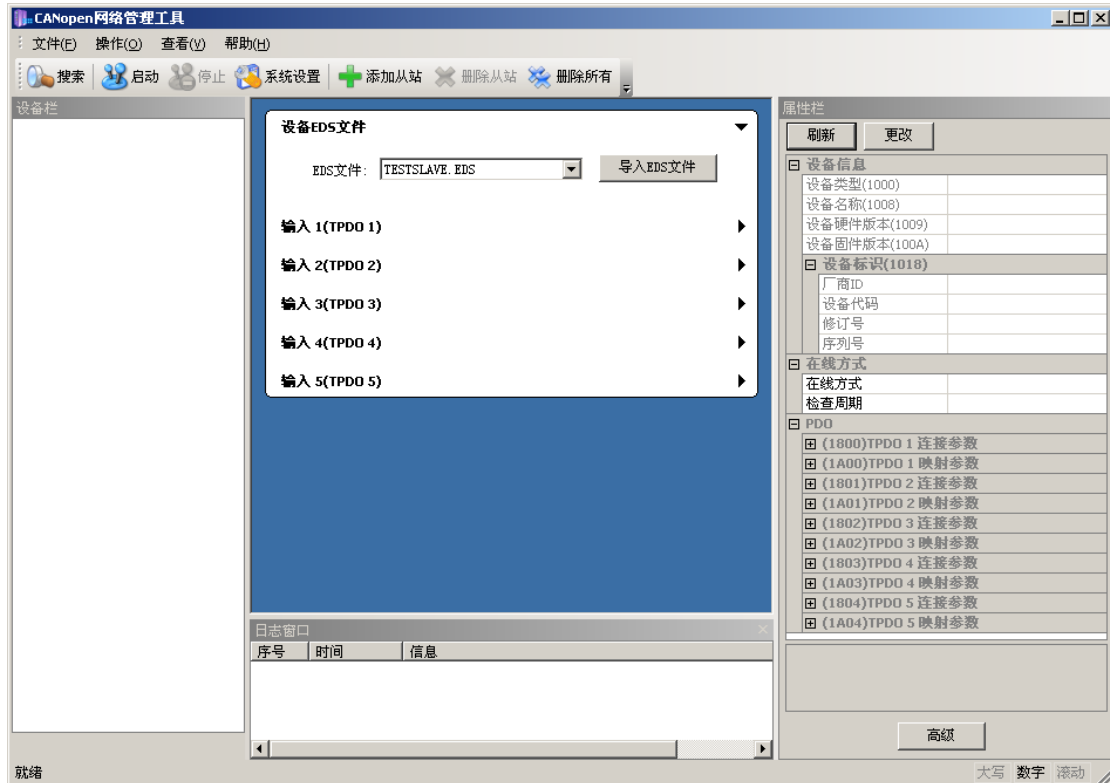 CANopen网络管理工具
文件(F) 操作(O) 查看(V) 帮助(H)
搜索 启动 停止 系统设置 添加从站 删除从站 删除所有
设备栏
设备EDS文件
EDS文件: TESTSLAVE.EDS 导入EDS文件
输入 1(TPDO 1)
输入 2(TPDO 2)
输入 3(TPDO 3)
输入 4(TPDO 4)
输入 5(TPDO 5)
日志窗口
序号 时间 信息
属性栏
刷新 更改
设备信息
设备类型(1000)
设备名称(1008)
设备硬件版本(1009)
设备固件版本(100A)
设备标识(1018)
厂商ID
设备代码
修订号
序列号
在线方式
在线方式
检查周期
PDO
(1800)TPDO 1 连接参数
(1A00)TPDO 1 映射参数
(1801)TPDO 2 连接参数
(1A01)TPDO 2 映射参数
(1802)TPDO 3 连接参数
(1A02)TPDO 3 映射参数
(1803)TPDO 4 连接参数
(1A03)TPDO 4 映射参数
(1804)TPDO 5 连接参数
(1A04)TPDO 5 映射参数
高级
就绪
大写 数字 滚动